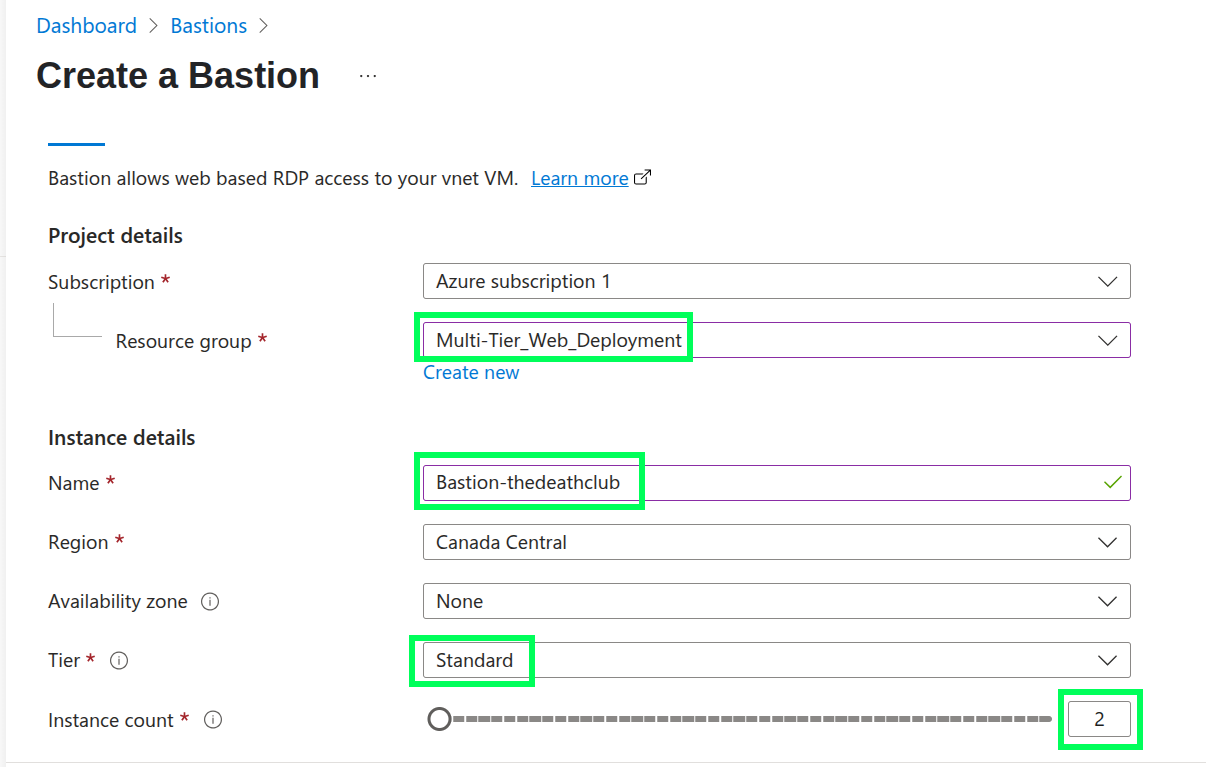 Dashboard > Bastions >
Create a Bastion ...
Bastion allows web based RDP access to your vnet VM. Learn more
Project details
Subscription * Azure subscription 1
Resource group * Multi-Tier_Web_Deployment
Create new
Instance details
Name * Bastion-thedeathclub
Region * Canada Central
Availability zone None
Tier * Standard
Instance count * 2